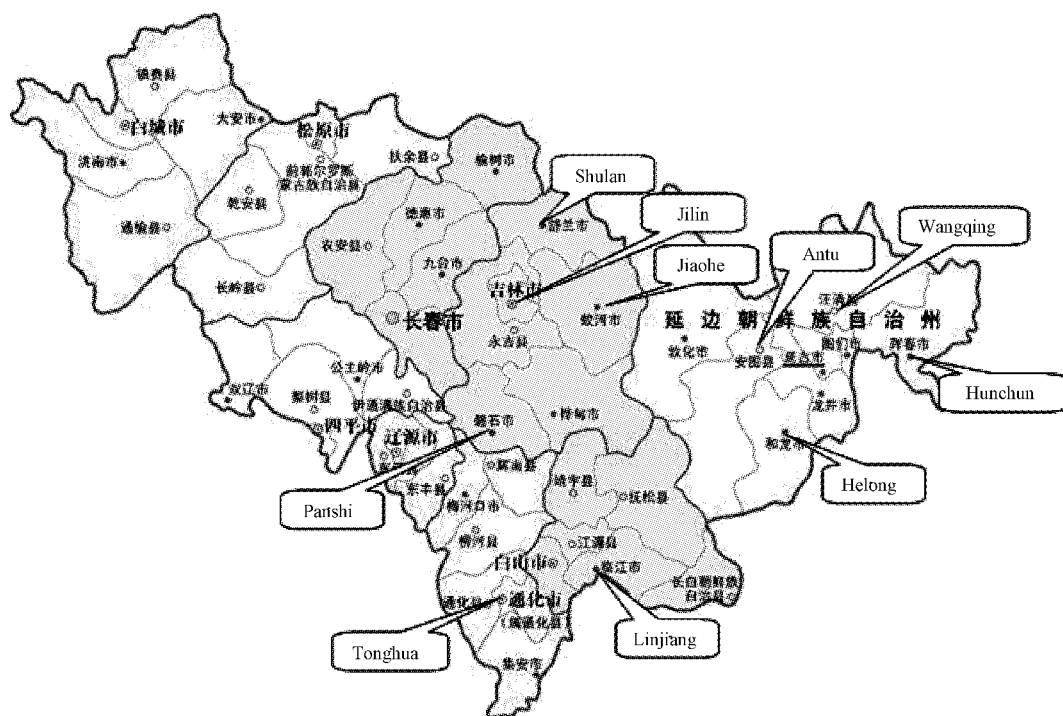 镇赉县
白城市
大安市
松原市
洮南市
前郭尔罗斯
蒙古族自治县
扶余县
榆树市
Shulan
乾安县
通榆县
德惠市
舒兰市
Jilin
Wangqing
农安县
九台市
Jiaohe
Antu
长岭县
吉林市
汪清县
长春市
蛟河市
延边朝鲜族自治州
永吉县
敦化市
安图县
图们市
珲春市
公主岭市
双辽市
梨树县
伊通满族自治县
龙井市
Hunchun
四平市
辽源市
磐石市
桦甸市
和龙市
辉南县
东丰县
靖宇县
抚松县
Helong
Panshi
梅河口市
柳河县
江源县
白山市
临江市
长白朝鲜族
自治县
通化县
通化市
Tonghua
Linjiang
集安市